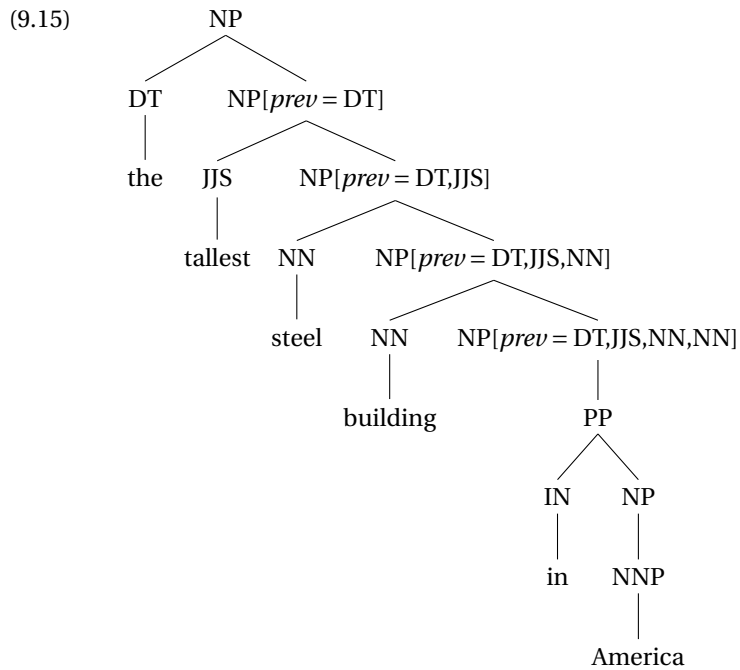 (9.15) NP
DT NP[prev = DT]
the JJS NP[prev = DT,JJS]
tallest NN NP[prev = DT,JJS,NN]
steel NN NP[prev = DT,JJS,NN,NN]
building PP
IN NP
in NNP
America